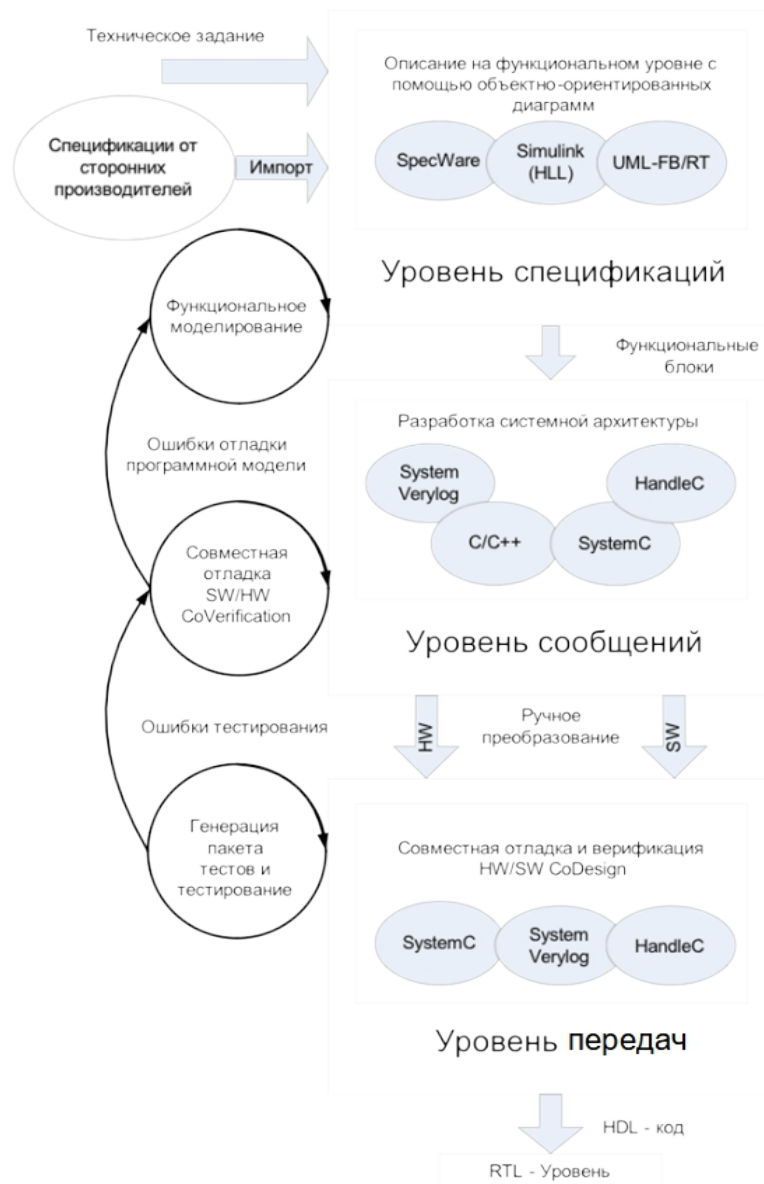 Техническое задание
Описание на функциональном уровне с
помощью объектно-ориентированных
диаграмм
Спецификации от
сторонних
производителей
Импорт
SpecWare
Simulink
(HLL)
UML-FB/RT
Уровень спецификаций
Функциональное
моделирование
Функциональные
блоки
Разработка системной архитектуры
Ошибки отладки
программной модели
System
Verylog
HandleC
C/C++
SystemC
Совместная
отладка
SW/HW
CoVerification
Уровень сообщений
Ошибки тестирования
HW
Ручное
преобразование
SW
Генерация
пакета
тестов и
тестирование
Совместная отладка и верификация
HW/SW CoDesign
SystemC
System
Verylog
HandleC
Уровень передач
HDL - код
RTL - Уровень